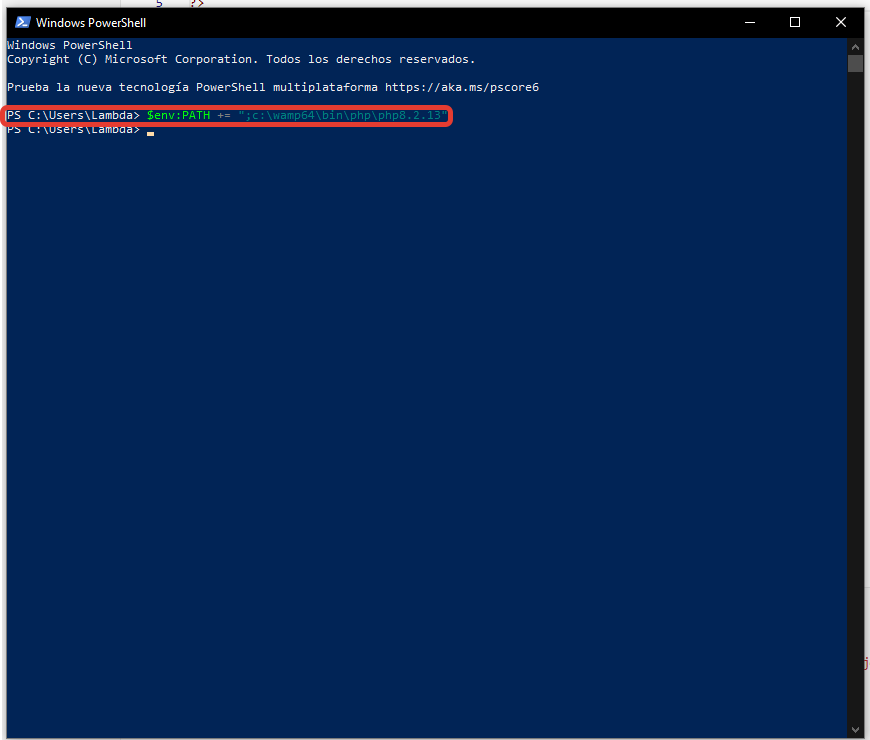 5 ?>
Windows PowerShell
Windows PowerShell
Copyright (C) Microsoft Corporation. Todos los derechos reservados.
Prueba la nueva tecnología PowerShell multiplataforma https://aka.ms/pscore6
PS C:\Users\Lambda> $env:PATH += ";c:\wamp64\bin\php\php8.2.13"
PS C:\Users\Lambda>
j